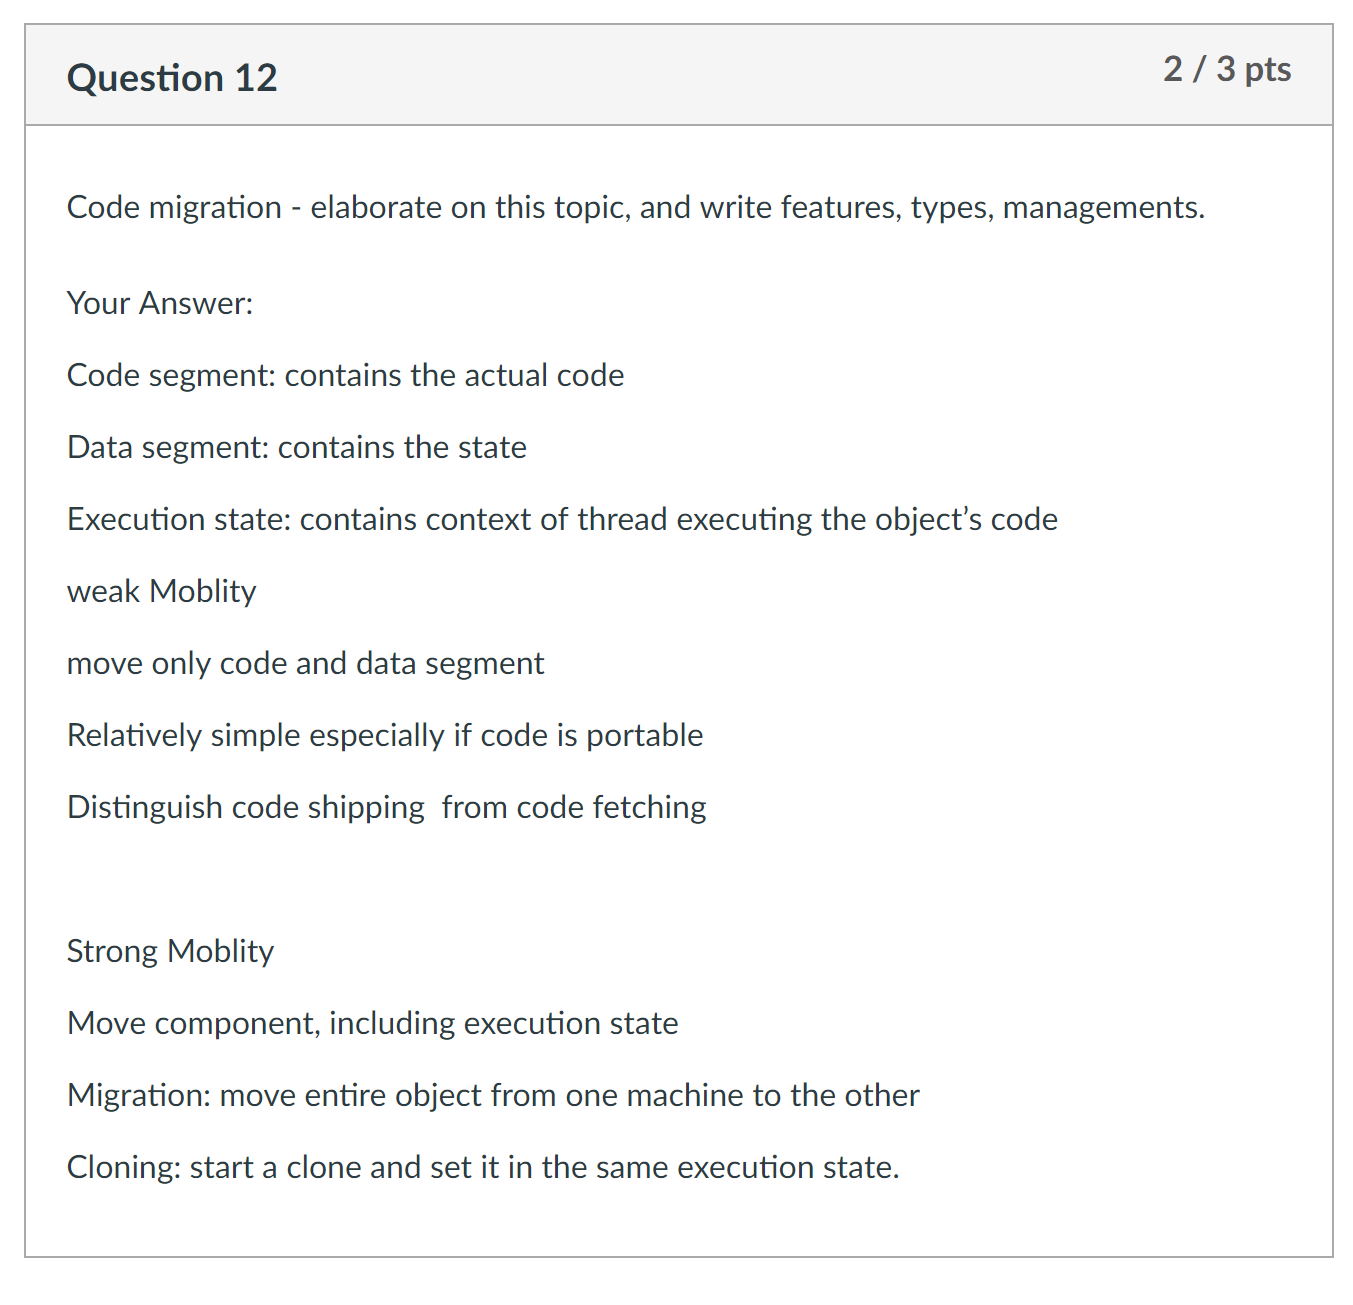 Question 12
2 / 3 pts
Code migration - elaborate on this topic, and write features, types, managements.
Your Answer:
Code segment: contains the actual code
Data segment: contains the state
Execution state: contains context of thread executing the object’s code
weak Moblity
move only code and data segment
Relatively simple especially if code is portable
Distinguish code shipping  from code fetching
Strong Moblity
Move component, including execution state
Migration: move entire object from one machine to the other
Cloning: start a clone and set it in the same execution state.